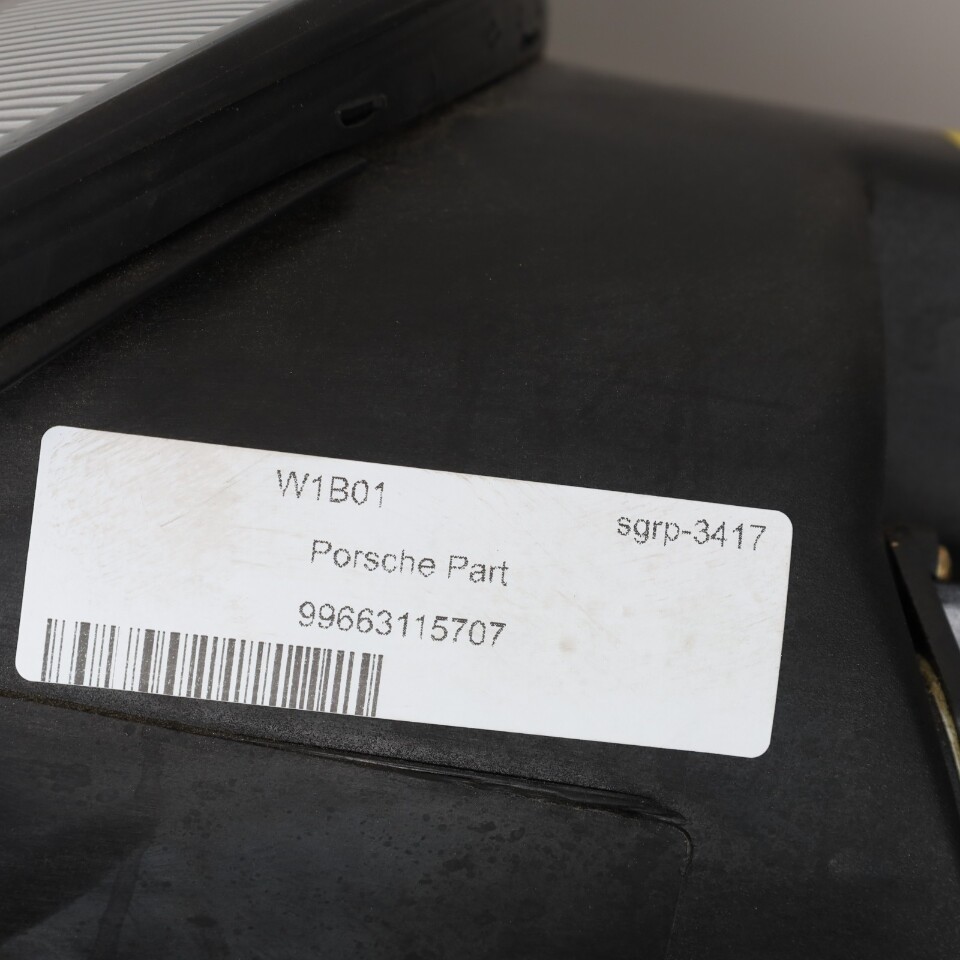 W1B01
sgrp-3417
Porsche Part
99663115707